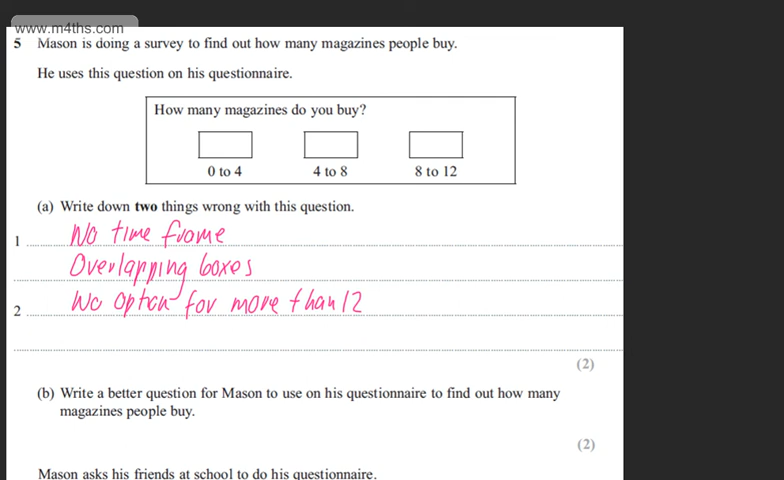 www.m4ths.com
5 Mason is doing a survey to find out how many magazines people buy.
He uses this question on his questionnaire.
How many magazines do you buy?
0 to 4 4 to 8 8 to 12
(a) Write down two things wrong with this question.
No time frame
1
Overlapping boxes
No option for more than 12
2
(2)
(b) Write a better question for Mason to use on his questionnaire to find out how many
magazines people buy.
(2)
Mason asks his friends at school to do his questionnaire.